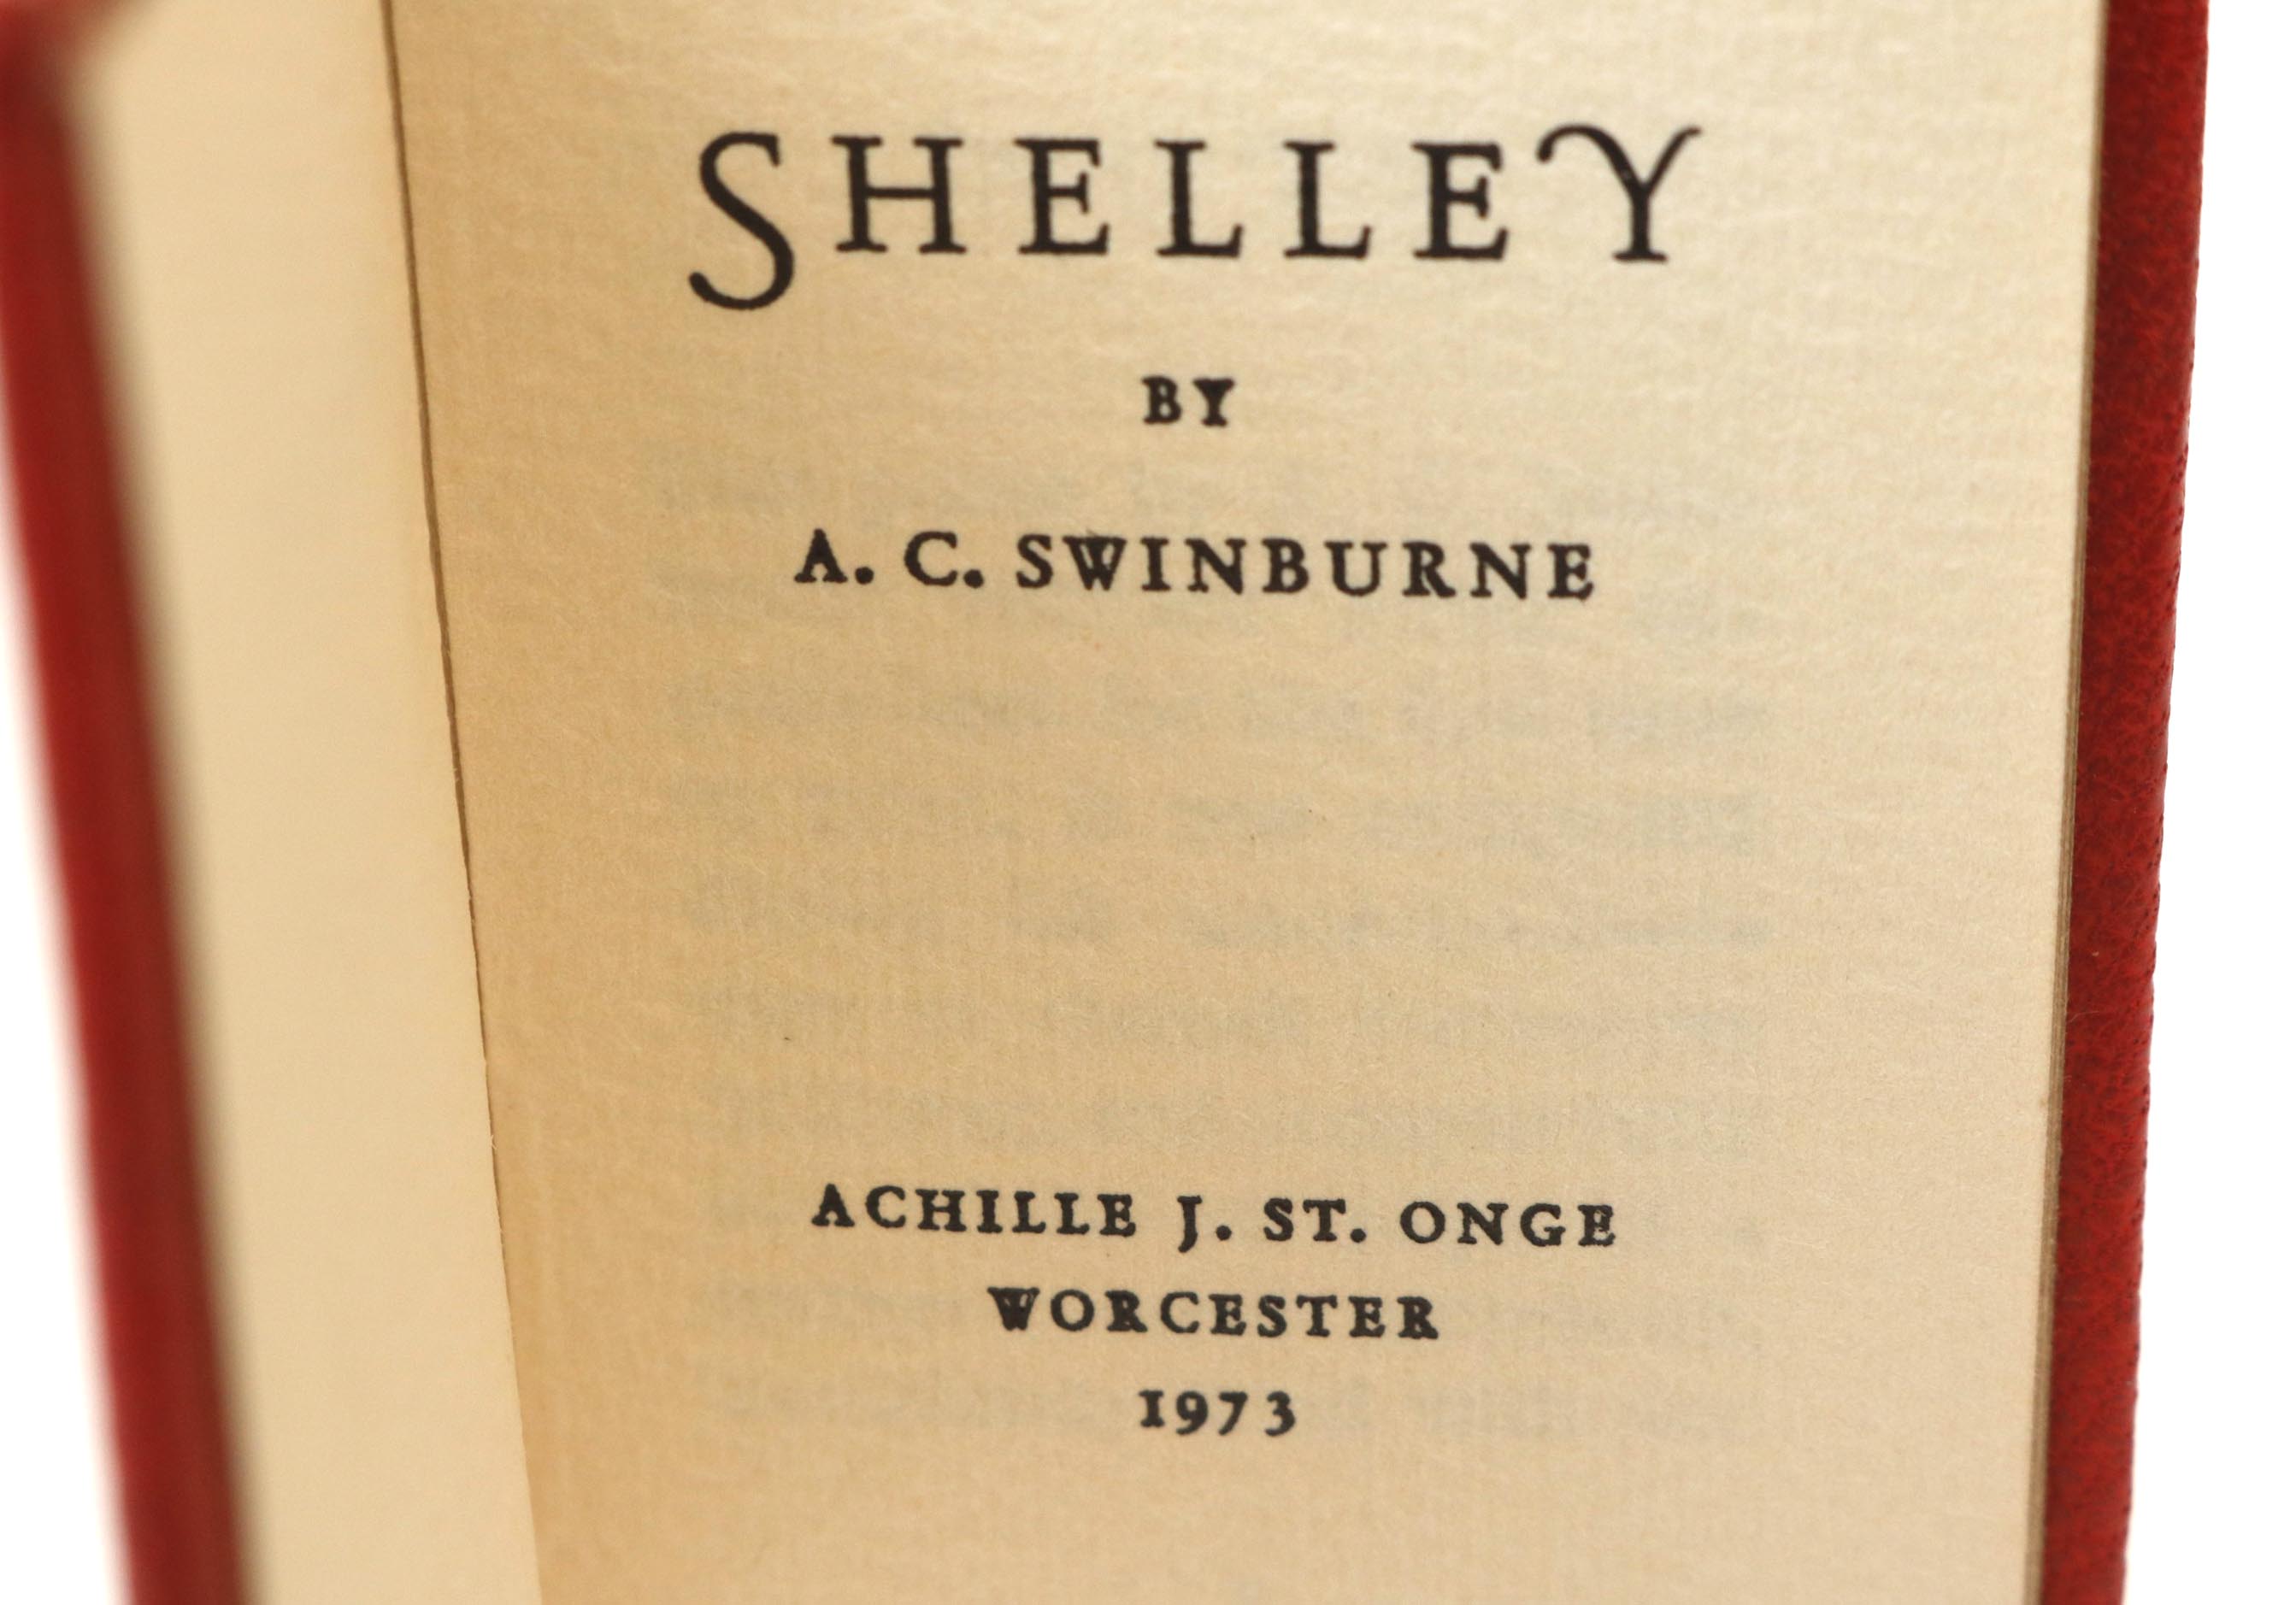 SHELLEY
BY
A. C. SWINBURNE
ACHILLE J. ST. ONGE
WORCESTER
1973